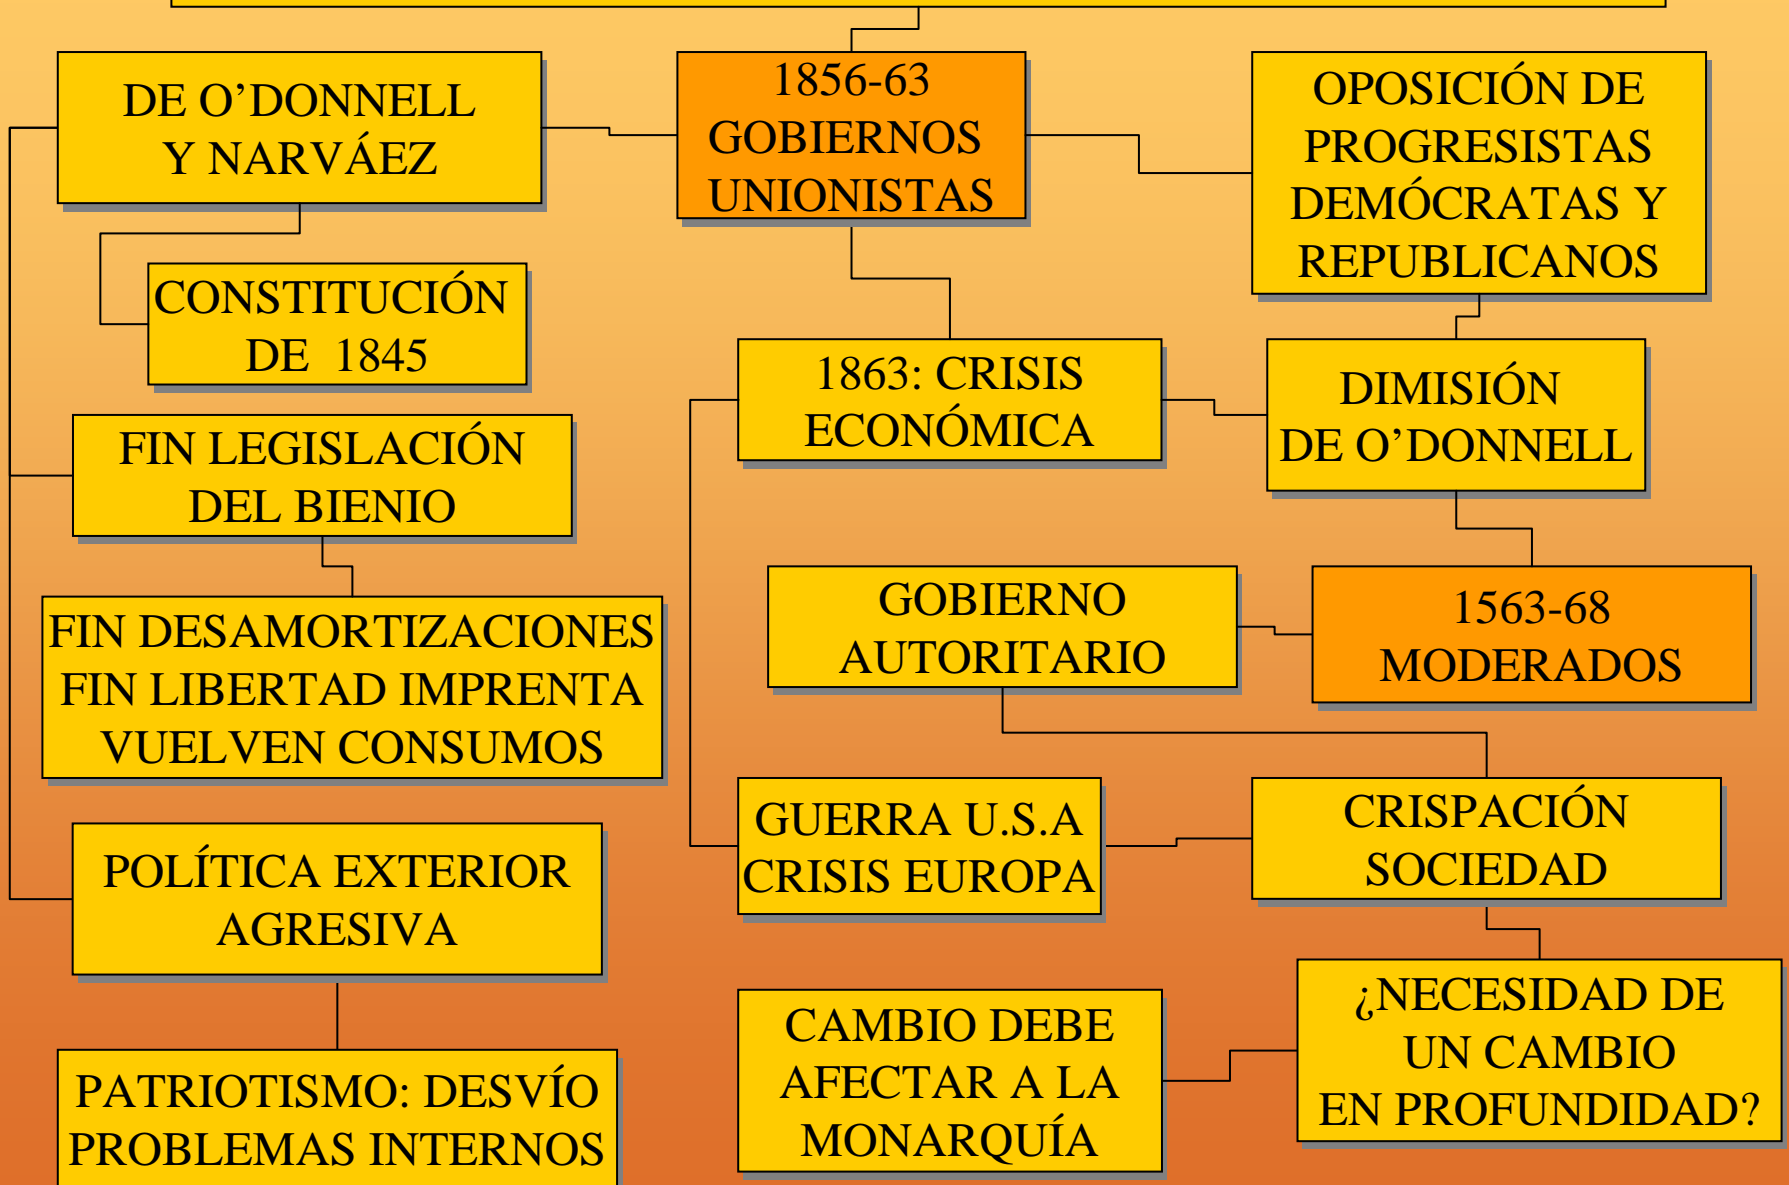 DE O’DONNELL
Y NARVÁEZ
1856-63
GOBIERNOS
UNIONISTAS
OPOSICIÓN DE
PROGRESISTAS
DEMÓCRATAS Y
REPUBLICANOS
CONSTITUCIÓN
DE 1845
1863: CRISIS
ECONÓMICA
DIMISIÓN
DE O’DONNELL
FIN LEGISLACIÓN
DEL BIENIO
GOBIERNO
AUTORITARIO
1563-68
MODERADOS
FIN DESAMORTIZACIONES
FIN LIBERTAD IMPRENTA
VUELVEN CONSUMOS
GUERRA U.S.A
CRISIS EUROPA
CRISPACIÓN
SOCIEDAD
POLÍTICA EXTERIOR
AGRESIVA
CAMBIO DEBE
AFECTAR A LA
MONARQUÍA
¿NECESIDAD DE
UN CAMBIO
EN PROFUNDIDAD?
PATRIOTISMO: DESVÍO
PROBLEMAS INTERNOS